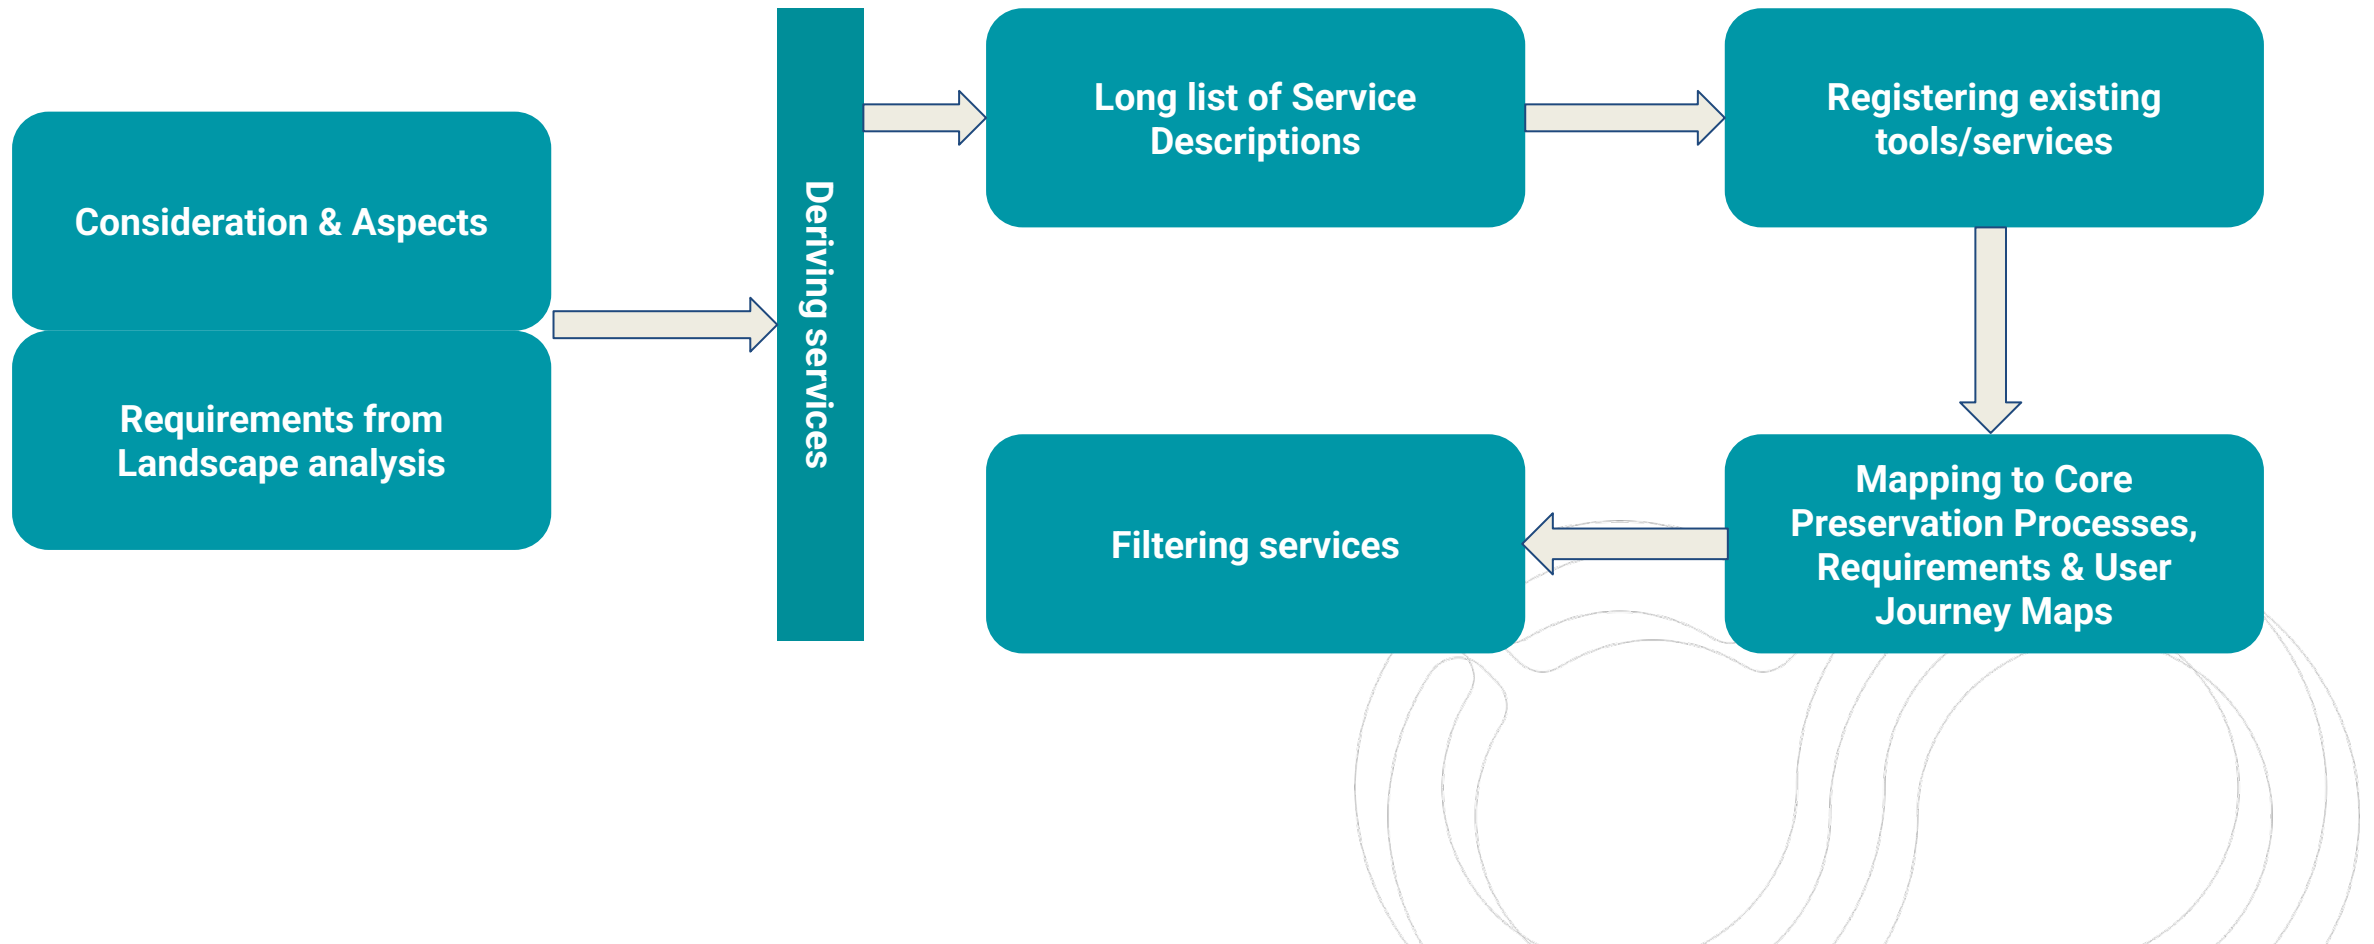 Consideration & Aspects
Requirements from
Landscape analysis
Deriving services
Long list of Service
Descriptions
Registering existing
tools/services
Mapping to Core
Preservation Processes,
Requirements & User
Journey Maps
Filtering services